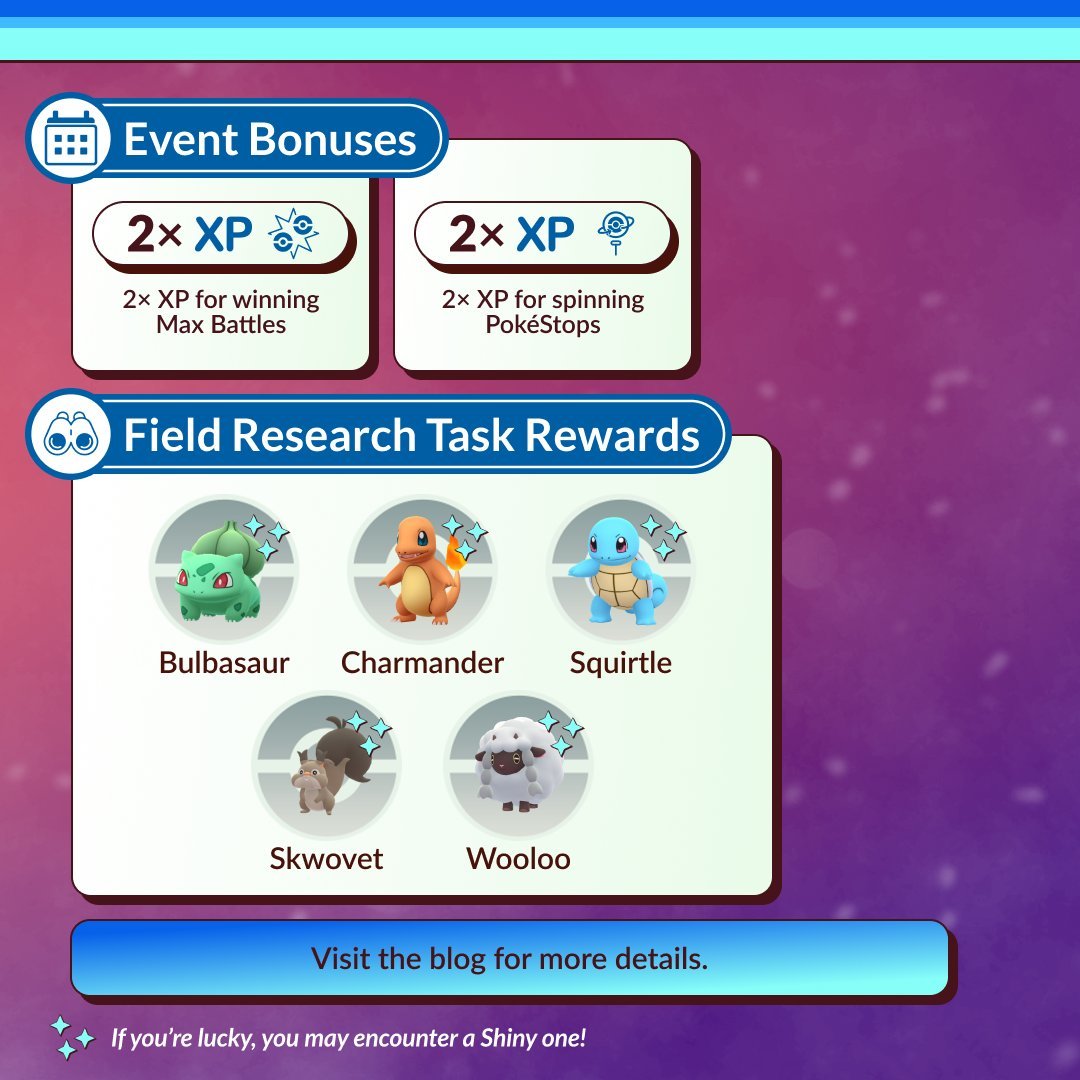 Event Bonuses
2× XP
2× XP for winning
Max Battles
2× XP
2× XP for spinning
PokéStops
Field Research Task Rewards
Bulbasaur
Charmander
Squirtle
Skwovet
Wooloo
Visit the blog for more details.
If you’re lucky, you may encounter a Shiny one!